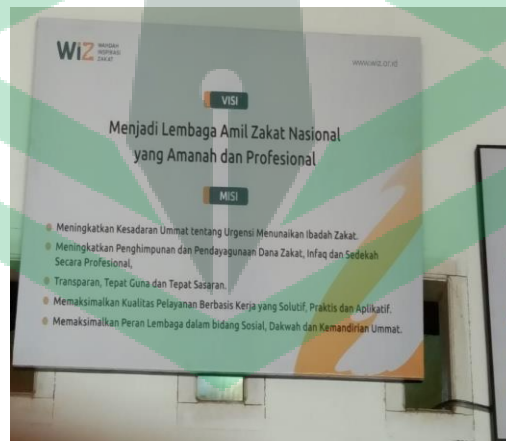 WiZ
WAHDAH
INSPIRASI
ZAKAT
www.wiz.or.id
VISI
Menjadi Lembaga Amil Zakat Nasional
yang Amanah dan Profesional
MISI
Meningkatkan Kesadaran Ummat tentang Urgensi Menunaikan Ibadah Zakat.
Meningkatkan Penghimpunan dan Pendayagunaan Dana Zakat, Infaq dan Sedekah
Secara Profesional,
Transparan, Tepat Guna dan Tepat Sasaran.
Memaksimalkan Kualitas Pelayanan Berbasis Kerja yang Solutif, Praktis dan Aplikatif.
Memaksimalkan Peran Lembaga dalam bidang Sosial, Dakwah dan Kemandirian Ummat.